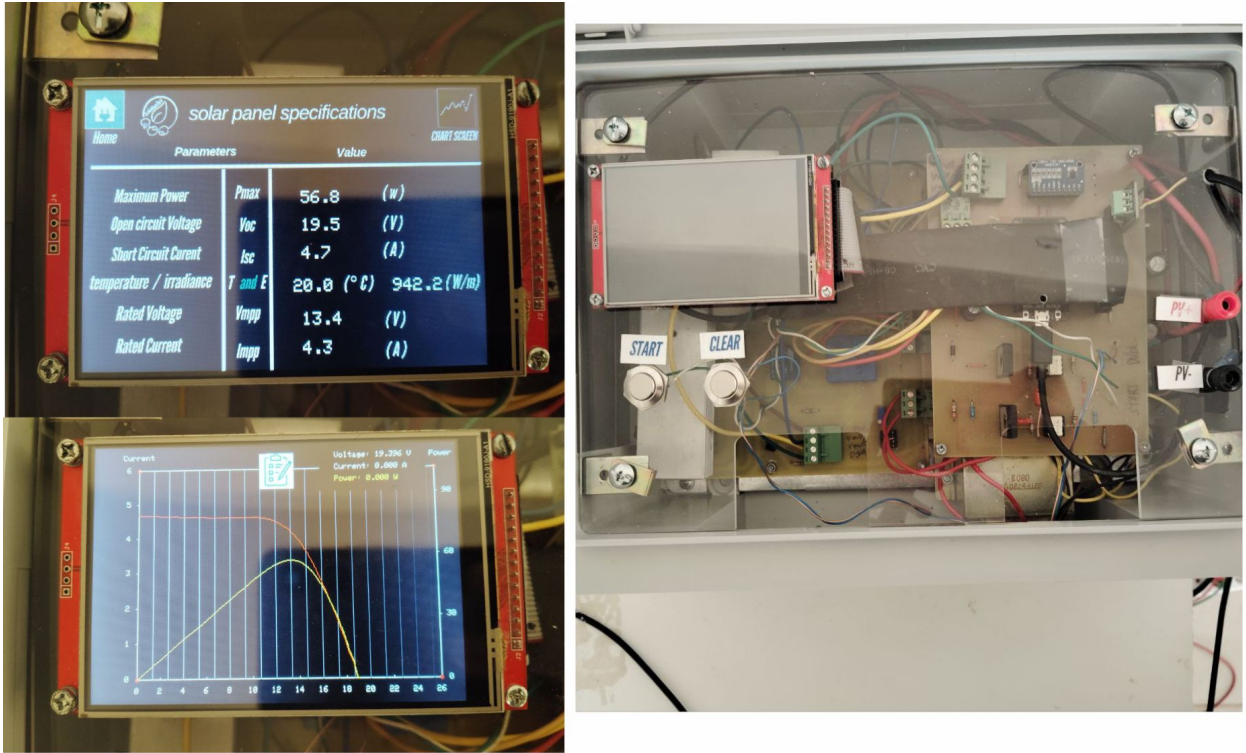 solar panel specifications
Home
CHART SCREEN
Parameters Value
Maximum Power Pmax 56.8 (W)
Open circuit Voltage Voc 19.5 (V)
Short Circuit Curent Isc 4.7 (A)
temperature / irradiance T and E 20.0 (°C) 942.2(W/m)
Rated Voltage Vmpp 13.4 (V)
Rated Current Impp 4.3 (A)
J4
J2
Current Voltage: 19.396 V Power
Current: 0.000 A
Power: 0.000 W
6
5
4
3
2
1
0
90
60
30
0
0 2 4 6 8 10 12 14 16 18 20 22 24 26
J4
J2
START
CLEAR
PV+
PV-